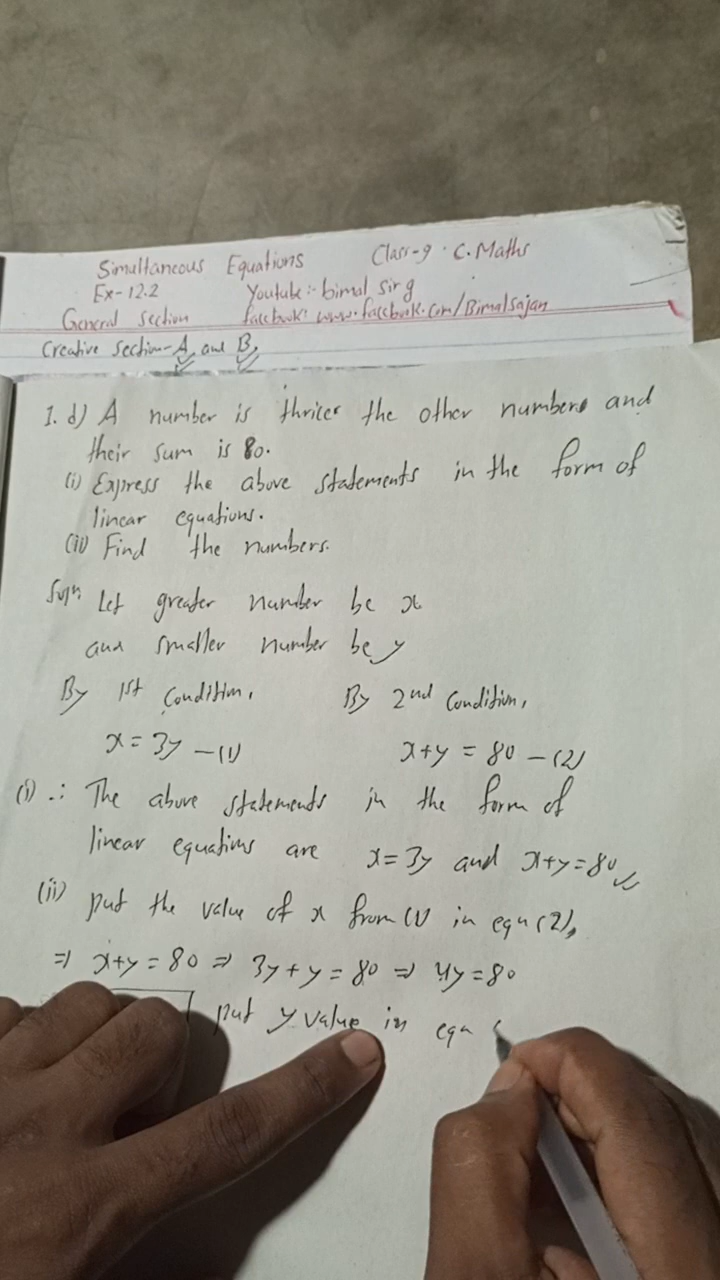 Simultaneous Equations Class-9 C. Maths
Ex-12.2 Youtube:- bimal sir g
General section facebook: www.facebook.com/Bimalsajan
Creative section-A and B,
1. d) A number is thrices the other numbers and
their sum is 80.
(i) Express the above statements in the form of
linear equations.
(ii) Find the numbers.
Solⁿ Let greater number be x
and smaller number be y
By 1st Condition, By 2nd Condition,
x = 3y – (1) x+y = 80 – (2)
(i) ∴ The above statements in the form of
linear equations are x = 3y and x+y=80
(ii) put the value of x from (1) in eqn (2),
⇒ x+y = 80 ⇒ 3y + y = 80 ⇒ 4y = 80
put y value in eqn (